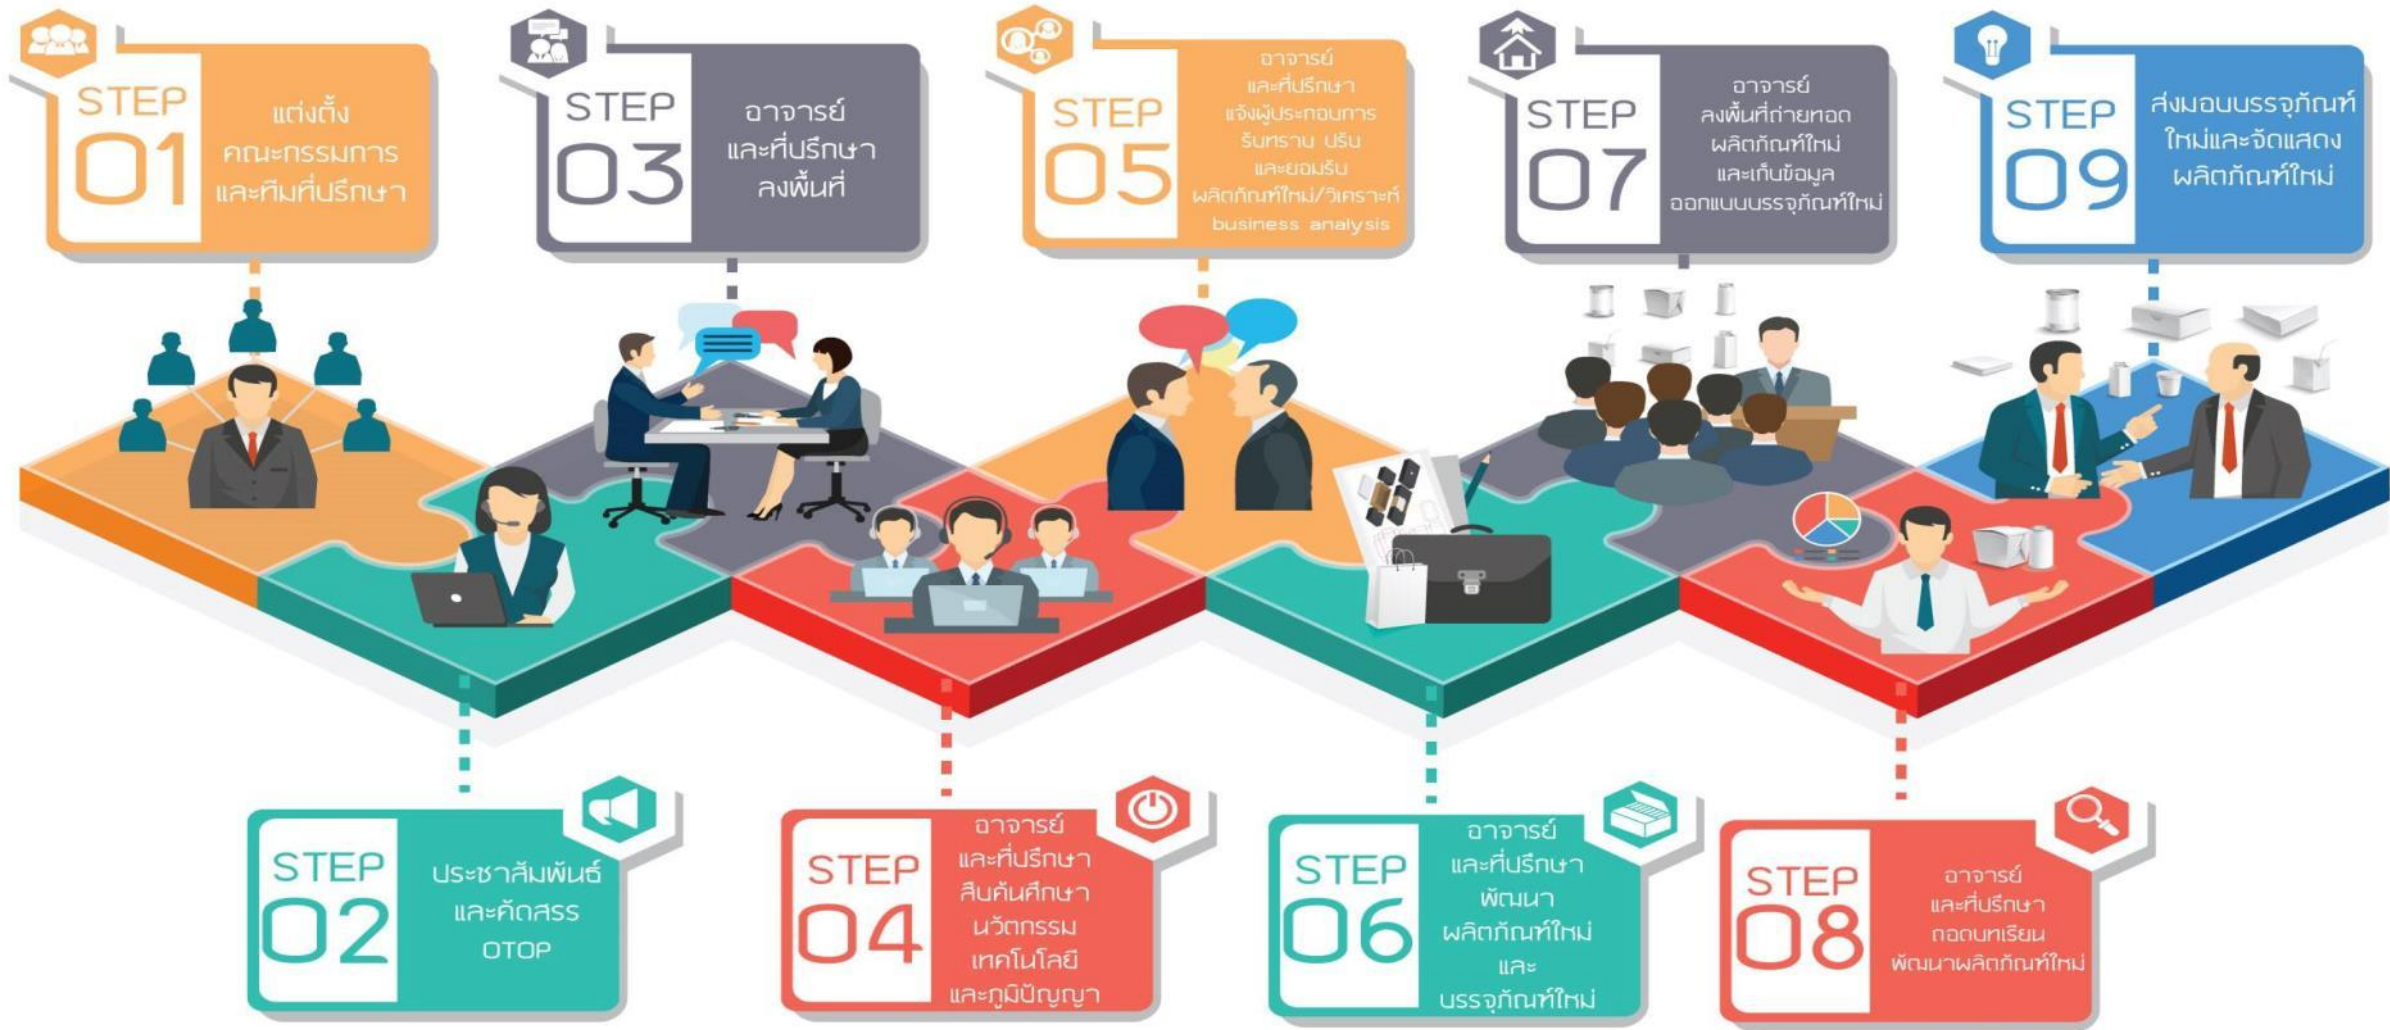 STEP
01
แต่งตั้ง
คณะกรรมการ
และทีมที่ปรึกษา
STEP
02
ประชาสัมพันธ์
และคัดสรร
OTOP
STEP
03
อาจารย์
และที่ปรึกษา
ลงพื้นที่
STEP
04
อาจารย์
และที่ปรึกษา
สืบค้นศึกษา
นวัตกรรม
เทคโนโลยี
และภูมิปัญญา
STEP
05
อาจารย์
และที่ปรึกษา
แจ้งผู้ประกอบการ
รับทราบ ปรับ
และยอมรับ
ผลิตภัณฑ์ใหม่/วิเคราะห์
business analysis
STEP
06
อาจารย์
และที่ปรึกษา
พัฒนา
ผลิตภัณฑ์ใหม่
และ
บรรจุภัณฑ์ใหม่
STEP
07
อาจารย์
ลงพื้นที่ถ่ายทอด
ผลิตภัณฑ์ใหม่
และเก็บข้อมูล
ออกแบบบรรจุภัณฑ์ใหม่
STEP
08
อาจารย์
และที่ปรึกษา
ถอดบทเรียน
พัฒนาผลิตภัณฑ์ใหม่
STEP
09
ส่งมอบบรรจุภัณฑ์
ใหม่และจัดแสดง
ผลิตภัณฑ์ใหม่